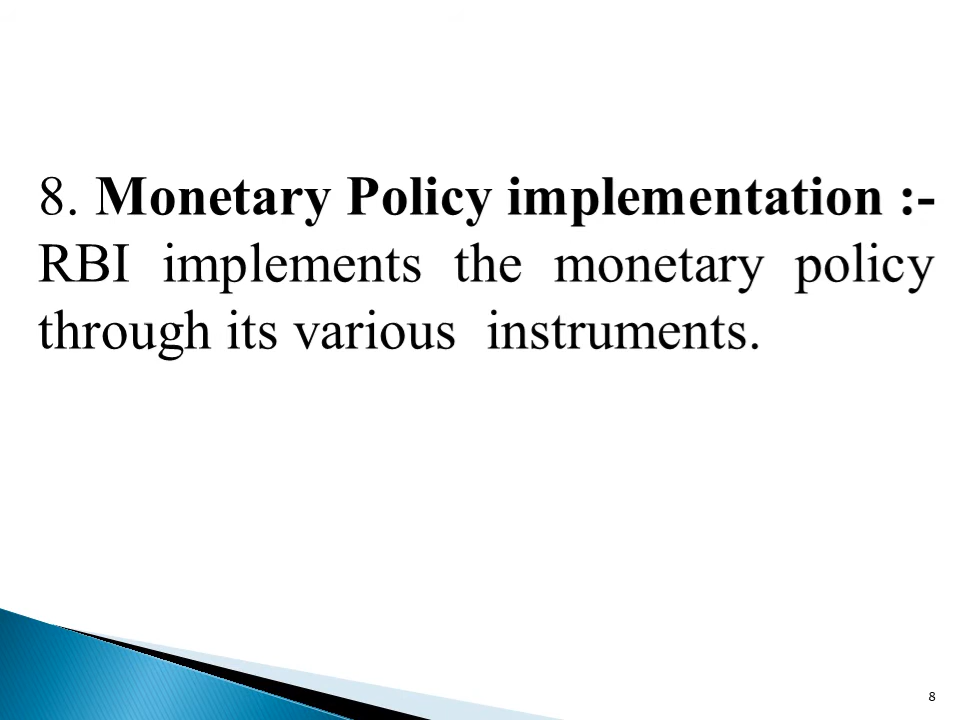 8. Monetary Policy implementation :-
RBI implements the monetary policy
through its various instruments.
8